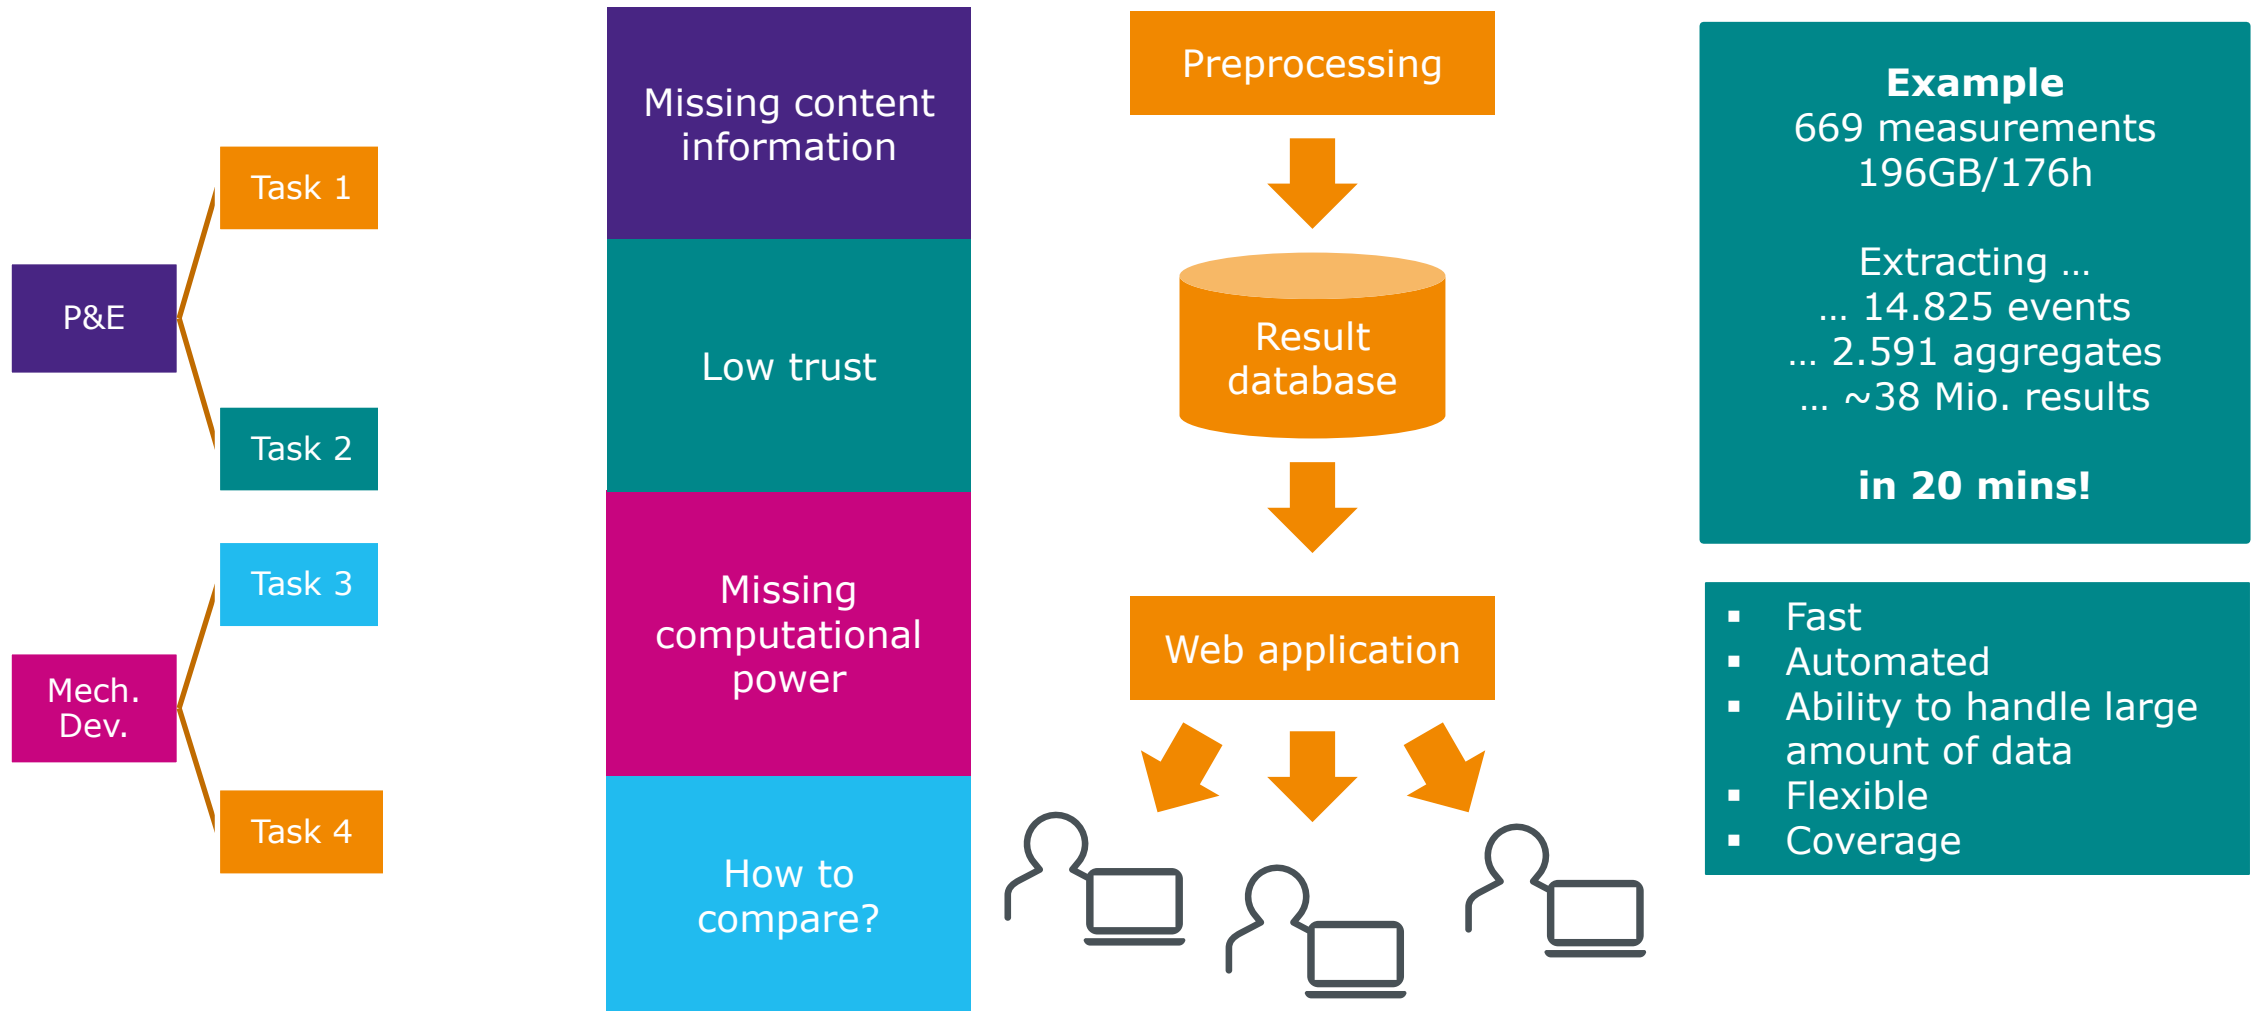 P&E
Task 1
Task 2
Mech.
Dev.
Task 3
Task 4
Missing content
information
Low trust
Missing
computational
power
How to
compare?
Preprocessing
Result
database
Web application
Example
669 measurements
196GB/176h
Extracting …
… 14.825 events
… 2.591 aggregates
… ~38 Mio. results
in 20 mins!
▪ Fast
▪ Automated
▪ Ability to handle large
amount of data
▪ Flexible
▪ Coverage